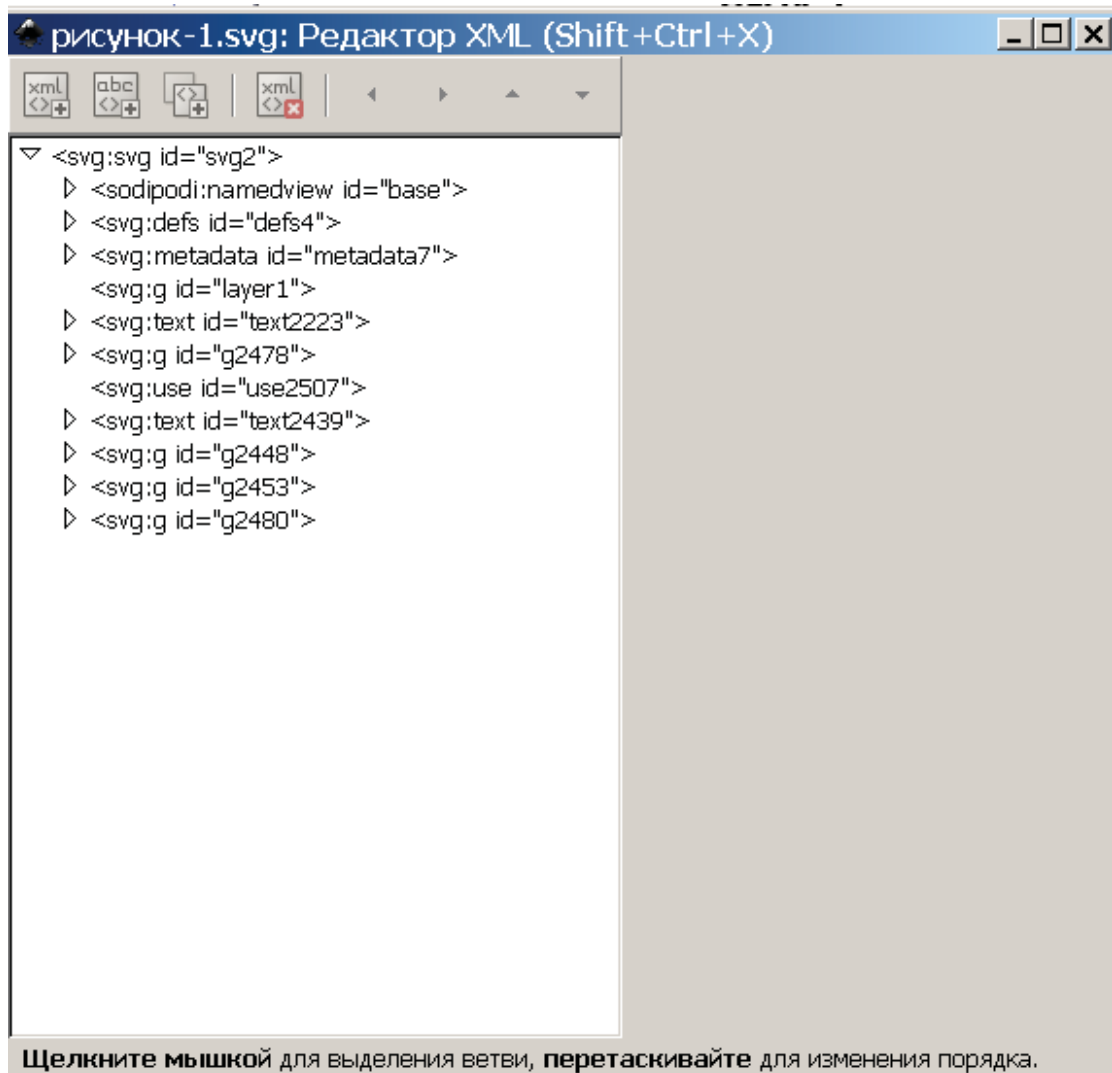 рисунок-1.svg: Редактор XML (Shift+Ctrl+X)
xml abc xml
<svg:svg id="svg2">
<sodipodi:namedview id="base">
<svg:defs id="defs4">
<svg:metadata id="metadata7">
<svg:g id="layer1">
<svg:text id="text2223">
<svg:g id="g2478">
<svg:use id="use2507">
<svg:text id="text2439">
<svg:g id="g2448">
<svg:g id="g2453">
<svg:g id="g2480">
Щелкните мышкой для выделения ветви, перетаскивайте для изменения порядка.